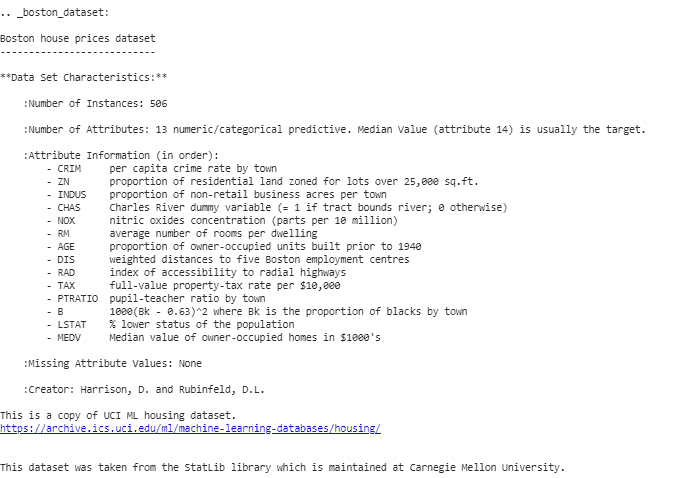 .. _boston_dataset:
Boston house prices dataset
---------------------------
**Data Set Characteristics:**
:Number of Instances: 506
:Number of Attributes: 13 numeric/categorical predictive. Median Value (attribute 14) is usually the target.
:Attribute Information (in order):
- CRIM per capita crime rate by town
- ZN proportion of residential land zoned for lots over 25,000 sq.ft.
- INDUS proportion of non-retail business acres per town
- CHAS Charles River dummy variable (= 1 if tract bounds river; 0 otherwise)
- NOX nitric oxides concentration (parts per 10 million)
- RM average number of rooms per dwelling
- AGE proportion of owner-occupied units built prior to 1940
- DIS weighted distances to five Boston employment centres
- RAD index of accessibility to radial highways
- TAX full-value property-tax rate per $10,000
- PTRATIO pupil-teacher ratio by town
- B 1000(Bk - 0.63)^2 where Bk is the proportion of blacks by town
- LSTAT % lower status of the population
- MEDV Median value of owner-occupied homes in $1000's
:Missing Attribute Values: None
:Creator: Harrison, D. and Rubinfeld, D.L.
This is a copy of UCI ML housing dataset.
https://archive.ics.uci.edu/ml/machine-learning-databases/housing/
This dataset was taken from the StatLib library which is maintained at Carnegie Mellon University.